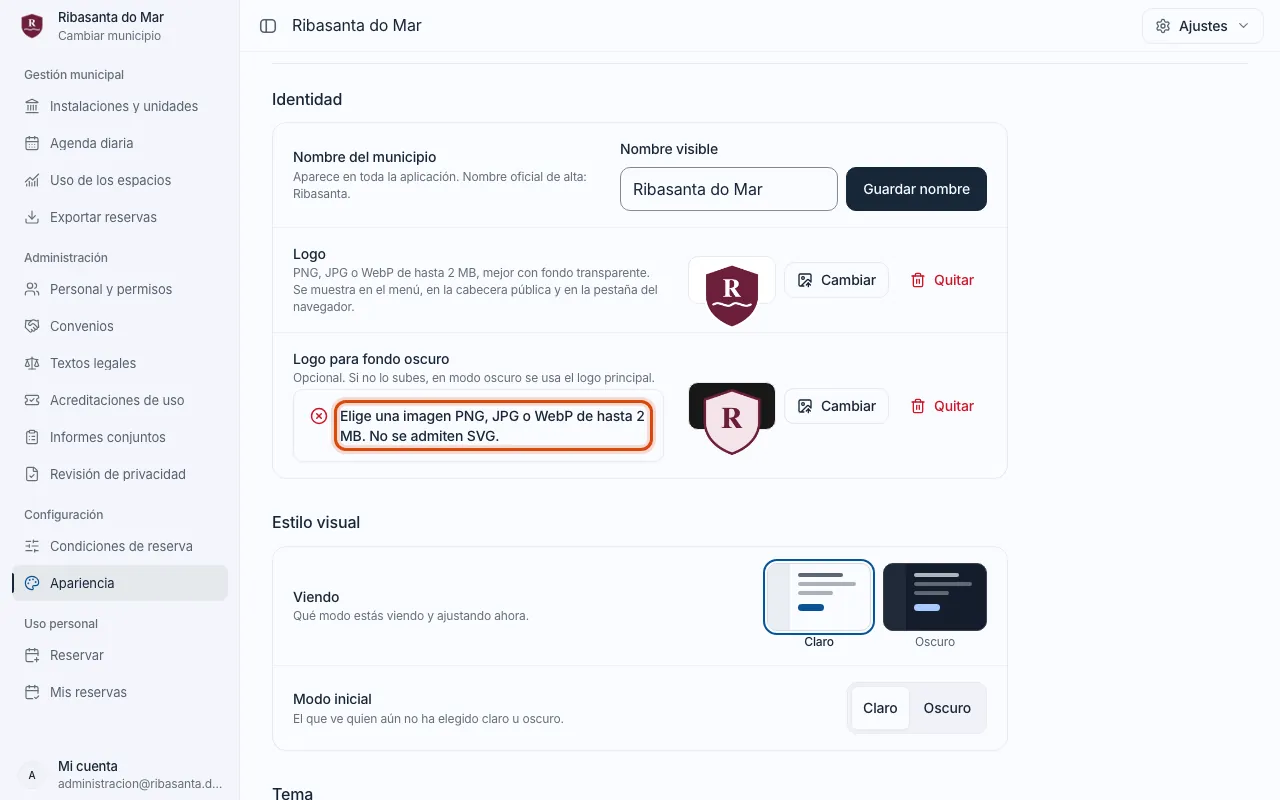 R
Ribasanta do Mar
Cambiar municipio
Gestión municipal
Instalaciones y unidades
Agenda diaria
Uso de los espacios
Exportar reservas
Administración
Personal y permisos
Convenios
Textos legales
Acreditaciones de uso
Informes conjuntos
Revisión de privacidad
Configuración
Condiciones de reserva
Apariencia
Uso personal
Reservar
Mis reservas
A
Mi cuenta
administracion@ribasanta.d...
Ribasanta do Mar
Ajustes
Identidad
Nombre del municipio
Aparece en toda la aplicación. Nombre oficial de alta:
Ribasanta.
Nombre visible
Ribasanta do Mar
Guardar nombre
Logo
PNG, JPG o WebP de hasta 2 MB, mejor con fondo transparente.
Se muestra en el menú, en la cabecera pública y en la pestaña del
navegador.
R
Cambiar
Quitar
Logo para fondo oscuro
Opcional. Si no lo subes, en modo oscuro se usa el logo principal.
Elige una imagen PNG, JPG o WebP de hasta 2
MB. No se admiten SVG.
R
Cambiar
Quitar
Estilo visual
Viendo
Qué modo estás viendo y ajustando ahora.
Claro
Oscuro
Modo inicial
El que ve quien aún no ha elegido claro u oscuro.
Claro
Oscuro
Tema